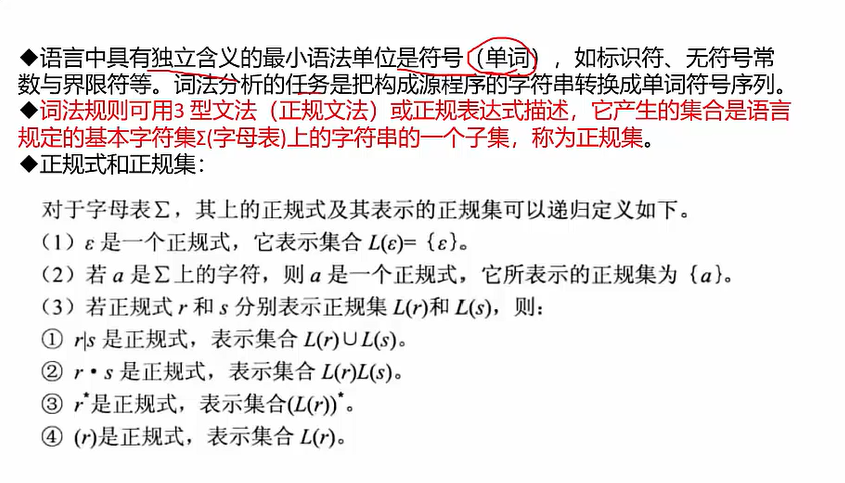 ◆语言中具有独立含义的最小语法单位是符号（单词），如标识符、无符号常
数与界限符等。词法分析的任务是把构成源程序的字符串转换成单词符号序列。
◆词法规则可用3 型文法（正规文法）或正规表达式描述，它产生的集合是语言
规定的基本字符集Σ(字母表)上的字符串的一个子集，称为正规集。
◆正规式和正规集：
对于字母表Σ，其上的正规式及其表示的正规集可以递归定义如下。
（1）ε 是一个正规式，它表示集合 L(ε)=｛ε｝。
（2）若 a 是Σ上的字符，则 a 是一个正规式，它所表示的正规集为｛a｝。
（3）若正规式 r 和 s 分别表示正规集 L(r)和 L(s)，则：
① r|s 是正规式，表示集合 L(r)∪L(s)。
② r·s 是正规式，表示集合 L(r)L(s)。
③ r*是正规式，表示集合(L(r))*。
④ (r)是正规式，表示集合 L(r)。